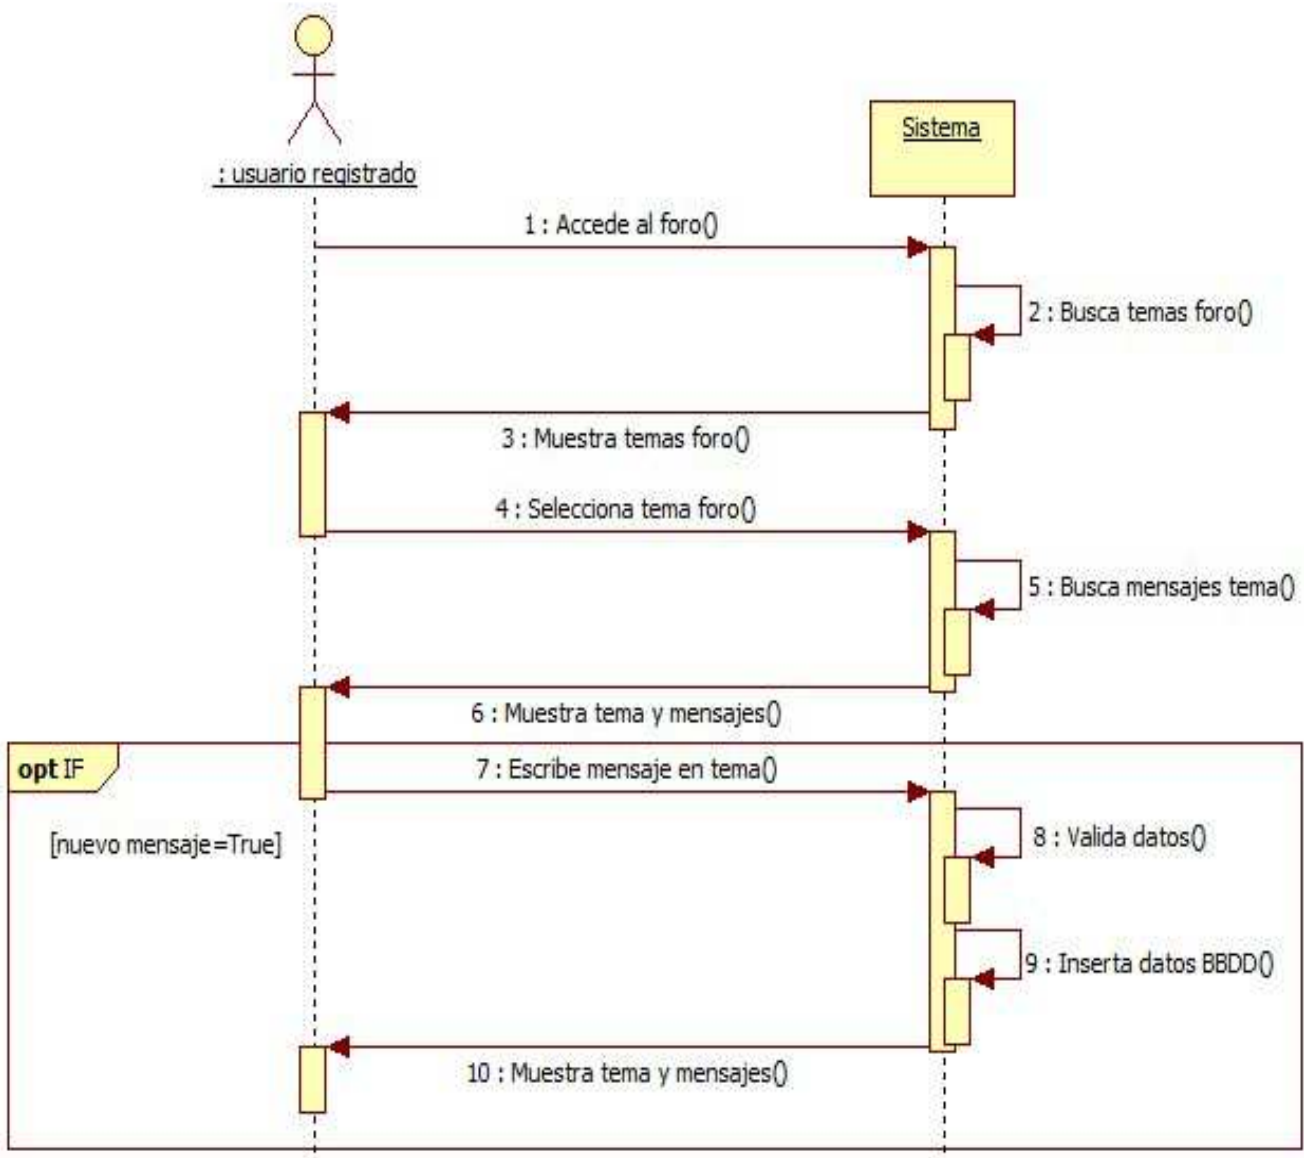 : usuario registrado
Sistema
1 : Accede al foro()
2 : Busca temas foro()
3 : Muestra temas foro()
4 : Selecciona tema foro()
5 : Busca mensajes tema()
6 : Muestra tema y mensajes()
opt IF
7 : Escribe mensaje en tema()
[nuevo mensaje=True]
8 : Valida datos()
9 : Inserta datos BBDD()
10 : Muestra tema y mensajes()